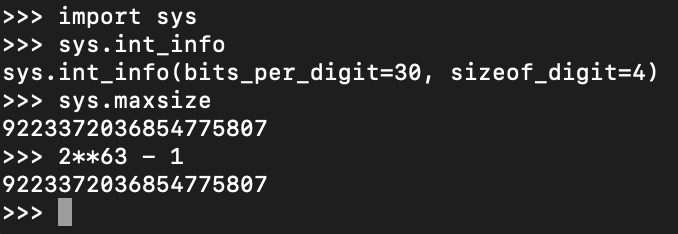 >>> import sys
>>> sys.int_info
sys.int_info(bits_per_digit=30, sizeof_digit=4)
>>> sys.maxsize
9223372036854775807
>>> 2**63 - 1
9223372036854775807
>>>